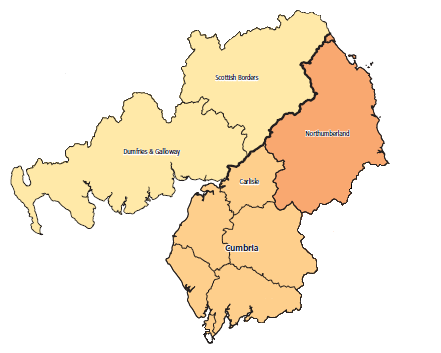 Scottish Borders
Northumberland
Dumfries & Galloway
Carlisle
Cumbria